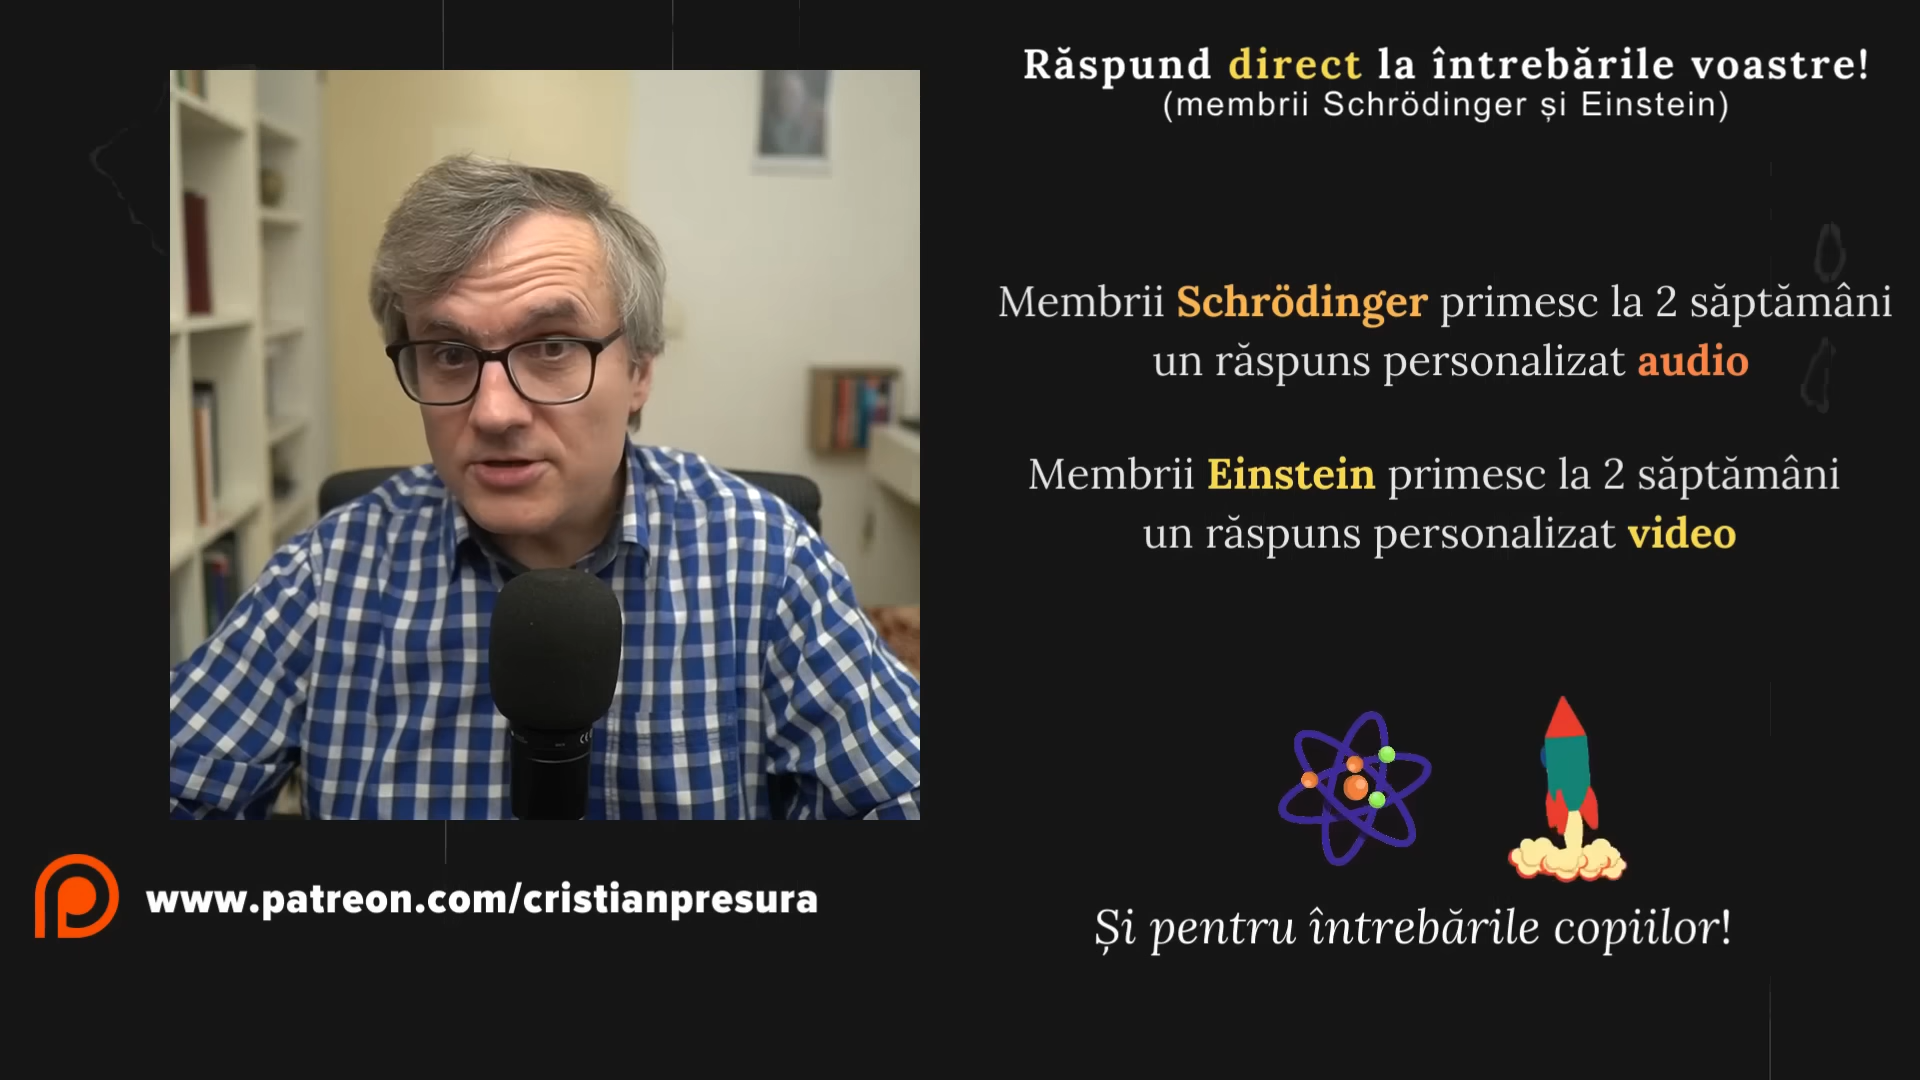 Răspund direct la întrebările voastre!
(membrii Schrödinger și Einstein)
Membrii Schrödinger primesc la 2 săptămâni
un răspuns personalizat audio
Membrii Einstein primesc la 2 săptămâni
un răspuns personalizat video
www.patreon.com/cristianpresura
Și pentru întrebările copiilor!